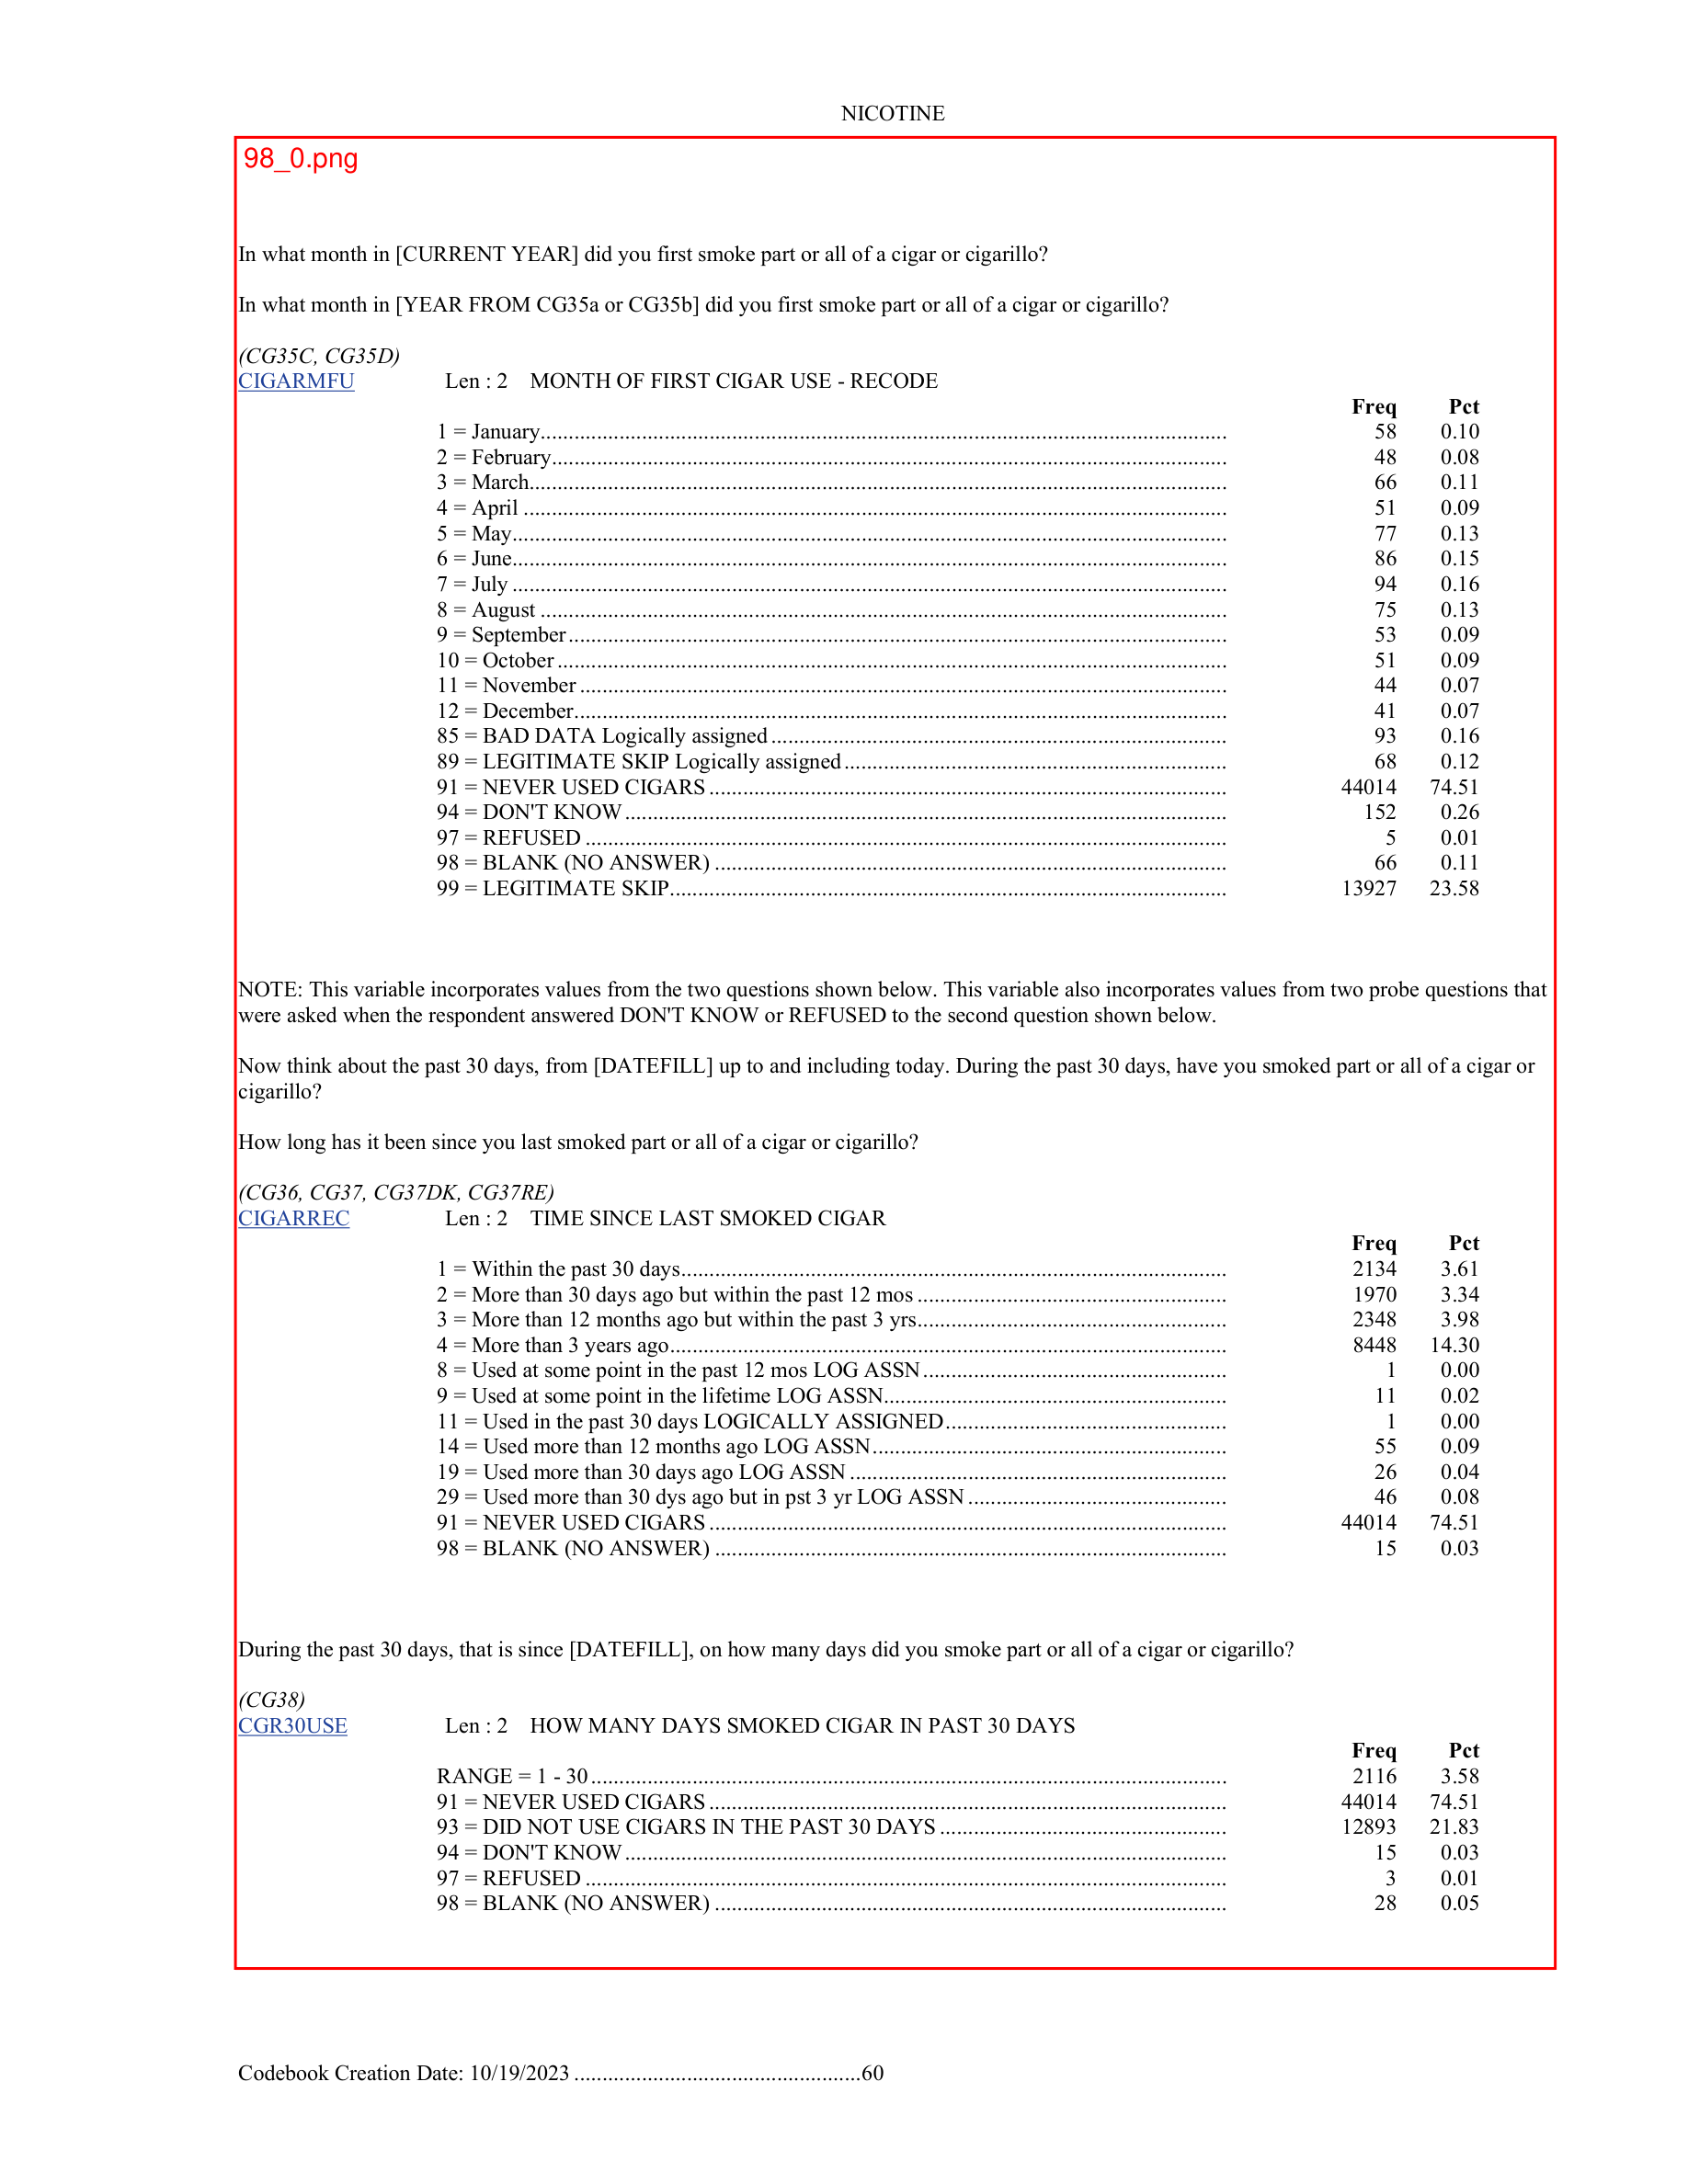 NICOTINE
98_0.png
In what month in [CURRENT YEAR] did you first smoke part or all of a cigar or cigarillo?
In what month in [YEAR FROM CG35a or CG35b] did you first smoke part or all of a cigar or cigarillo?
(CG35C, CG35D)
CIGARMFU Len : 2 MONTH OF FIRST CIGAR USE - RECODE
Freq Pct
1 = January 58 0.10
2 = February 48 0.08
3 = March 66 0.11
4 = April 51 0.09
5 = May 77 0.13
6 = June 86 0.15
7 = July 94 0.16
8 = August 75 0.13
9 = September 53 0.09
10 = October 51 0.09
11 = November 44 0.07
12 = December 41 0.07
85 = BAD DATA Logically assigned 93 0.16
89 = LEGITIMATE SKIP Logically assigned 68 0.12
91 = NEVER USED CIGARS 44014 74.51
94 = DON'T KNOW 152 0.26
97 = REFUSED 5 0.01
98 = BLANK (NO ANSWER) 66 0.11
99 = LEGITIMATE SKIP 13927 23.58
NOTE: This variable incorporates values from the two questions shown below. This variable also incorporates values from two probe questions that
were asked when the respondent answered DON'T KNOW or REFUSED to the second question shown below.
Now think about the past 30 days, from [DATEFILL] up to and including today. During the past 30 days, have you smoked part or all of a cigar or
cigarillo?
How long has it been since you last smoked part or all of a cigar or cigarillo?
(CG36, CG37, CG37DK, CG37RE)
CIGARREC Len : 2 TIME SINCE LAST SMOKED CIGAR
Freq Pct
1 = Within the past 30 days 2134 3.61
2 = More than 30 days ago but within the past 12 mos 1970 3.34
3 = More than 12 months ago but within the past 3 yrs 2348 3.98
4 = More than 3 years ago 8448 14.30
8 = Used at some point in the past 12 mos LOG ASSN 1 0.00
9 = Used at some point in the lifetime LOG ASSN 11 0.02
11 = Used in the past 30 days LOGICALLY ASSIGNED 1 0.00
14 = Used more than 12 months ago LOG ASSN 55 0.09
19 = Used more than 30 days ago LOG ASSN 26 0.04
29 = Used more than 30 dys ago but in pst 3 yr LOG ASSN 46 0.08
91 = NEVER USED CIGARS 44014 74.51
98 = BLANK (NO ANSWER) 15 0.03
During the past 30 days, that is since [DATEFILL], on how many days did you smoke part or all of a cigar or cigarillo?
(CG38)
CGR30USE Len : 2 HOW MANY DAYS SMOKED CIGAR IN PAST 30 DAYS
Freq Pct
RANGE = 1 - 30 2116 3.58
91 = NEVER USED CIGARS 44014 74.51
93 = DID NOT USE CIGARS IN THE PAST 30 DAYS 12893 21.83
94 = DON'T KNOW 15 0.03
97 = REFUSED 3 0.01
98 = BLANK (NO ANSWER) 28 0.05
Codebook Creation Date: 10/19/2023 60